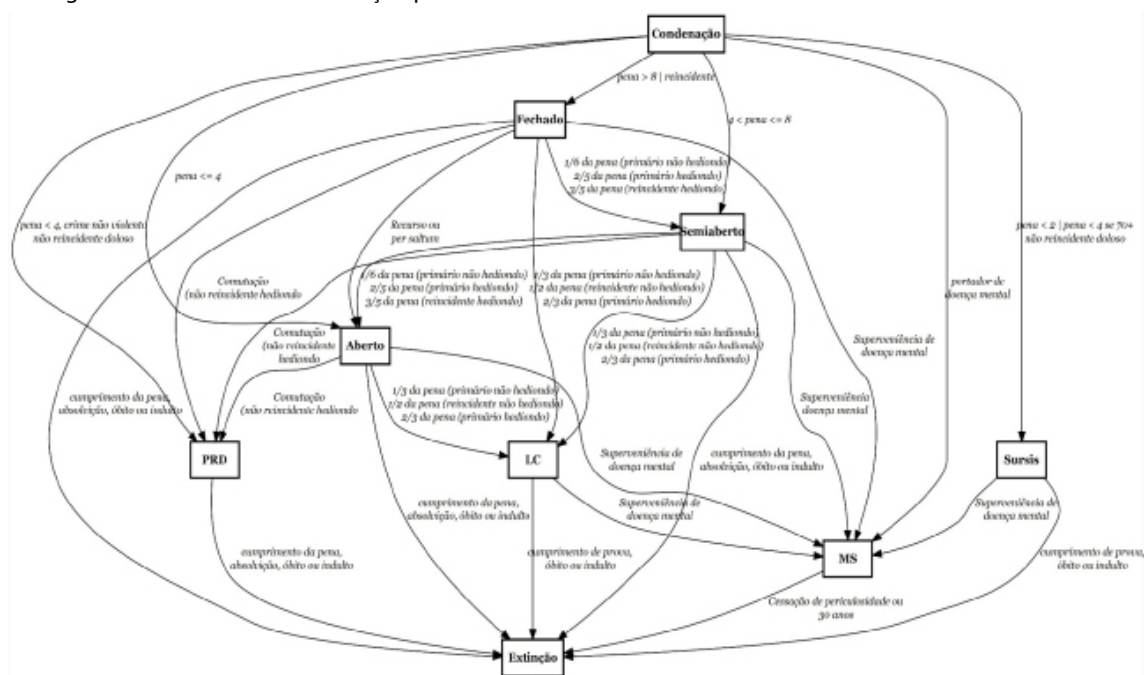 Condenação
pena > 8 | reincidente
Fechado
4 < pena <= 8
1/6 da pena (primário não hediondo)
2/5 da pena (primário hediondo)
3/5 da pena (reincidente hediondo)
pena <= 4
pena < 4, crime não violento
não reincidente doloso
Recurso ou
per saltum
Semiaberto
pena < 2 | pena < 4 se 70+
não reincidente doloso
Comutação
(não reincidente hediondo
1/6 da pena (primário não hediondo)
2/5 da pena (primário hediondo)
3/5 da pena (reincidente hediondo)
1/3 da pena (primário não hediondo)
1/2 da pena (reincidente não hediondo)
2/3 da pena (primário hediondo)
portador de
doença mental
Comutação
(não reincidente
hediondo
Aberto
1/3 da pena (primário não hediondo)
1/2 da pena (reincidente não hediondo)
2/3 da pena (primário hediondo)
Superveniência de
doença mental
cumprimento da pena,
absolvição, óbito ou indulto
Comutação
(não reincidente hediondo
1/3 da pena (primário não hediondo)
1/2 da pena (reincidente não hediondo)
2/3 da pena (primário hediondo)
Superveniência
doença mental
PRD
LC
Superveniência de
doença mental
cumprimento da pena,
absolvição, óbito ou indulto
Sursis
cumprimento da pena,
absolvição, óbito ou indulto
Superveniência de
doença mental
Superveniência de
doença mental
cumprimento da pena,
absolvição, óbito ou indulto
cumprimento de prova,
óbito ou indulto
MS
cumprimento de prova,
óbito ou indulto
Cessação de periculosidade ou
30 anos
Extinção